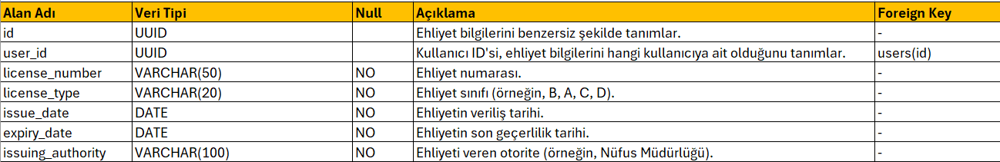 Alan Adı Veri Tipi Null Açıklama Foreign Key
id UUID Ehliyet bilgilerini benzersiz şekilde tanımlar. -
user_id UUID Kullanıcı ID'si, ehliyet bilgilerini hangi kullanıcıya ait olduğunu tanımlar. users(id)
license_number VARCHAR(50) NO Ehliyet numarası. -
license_type VARCHAR(20) NO Ehliyet sınıfı (örneğin, B, A, C, D). -
issue_date DATE NO Ehliyetin veriliş tarihi. -
expiry_date DATE NO Ehliyetin son geçerlilik tarihi. -
issuing_authority VARCHAR(100) NO Ehliyeti veren otorite (örneğin, Nüfus Müdürlüğü). -